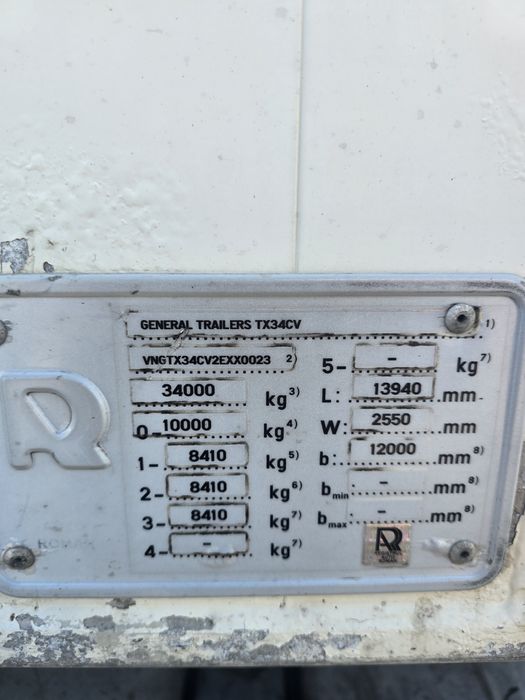 GENERAL TRAILERS TX34CV 1)
VNGTX34CV2EXX0023 2)
34000 kg3)
0- 10000 kg4)
1- 8410 kg5)
2- 8410 kg6)
3- 8410 kg7)
4- - kg7)
5- - kg7)
L: 13940 mm
W: 2550 mm
b: 12000 mm8)
bmin - mm8)
bmax: - mm8)
R
AR